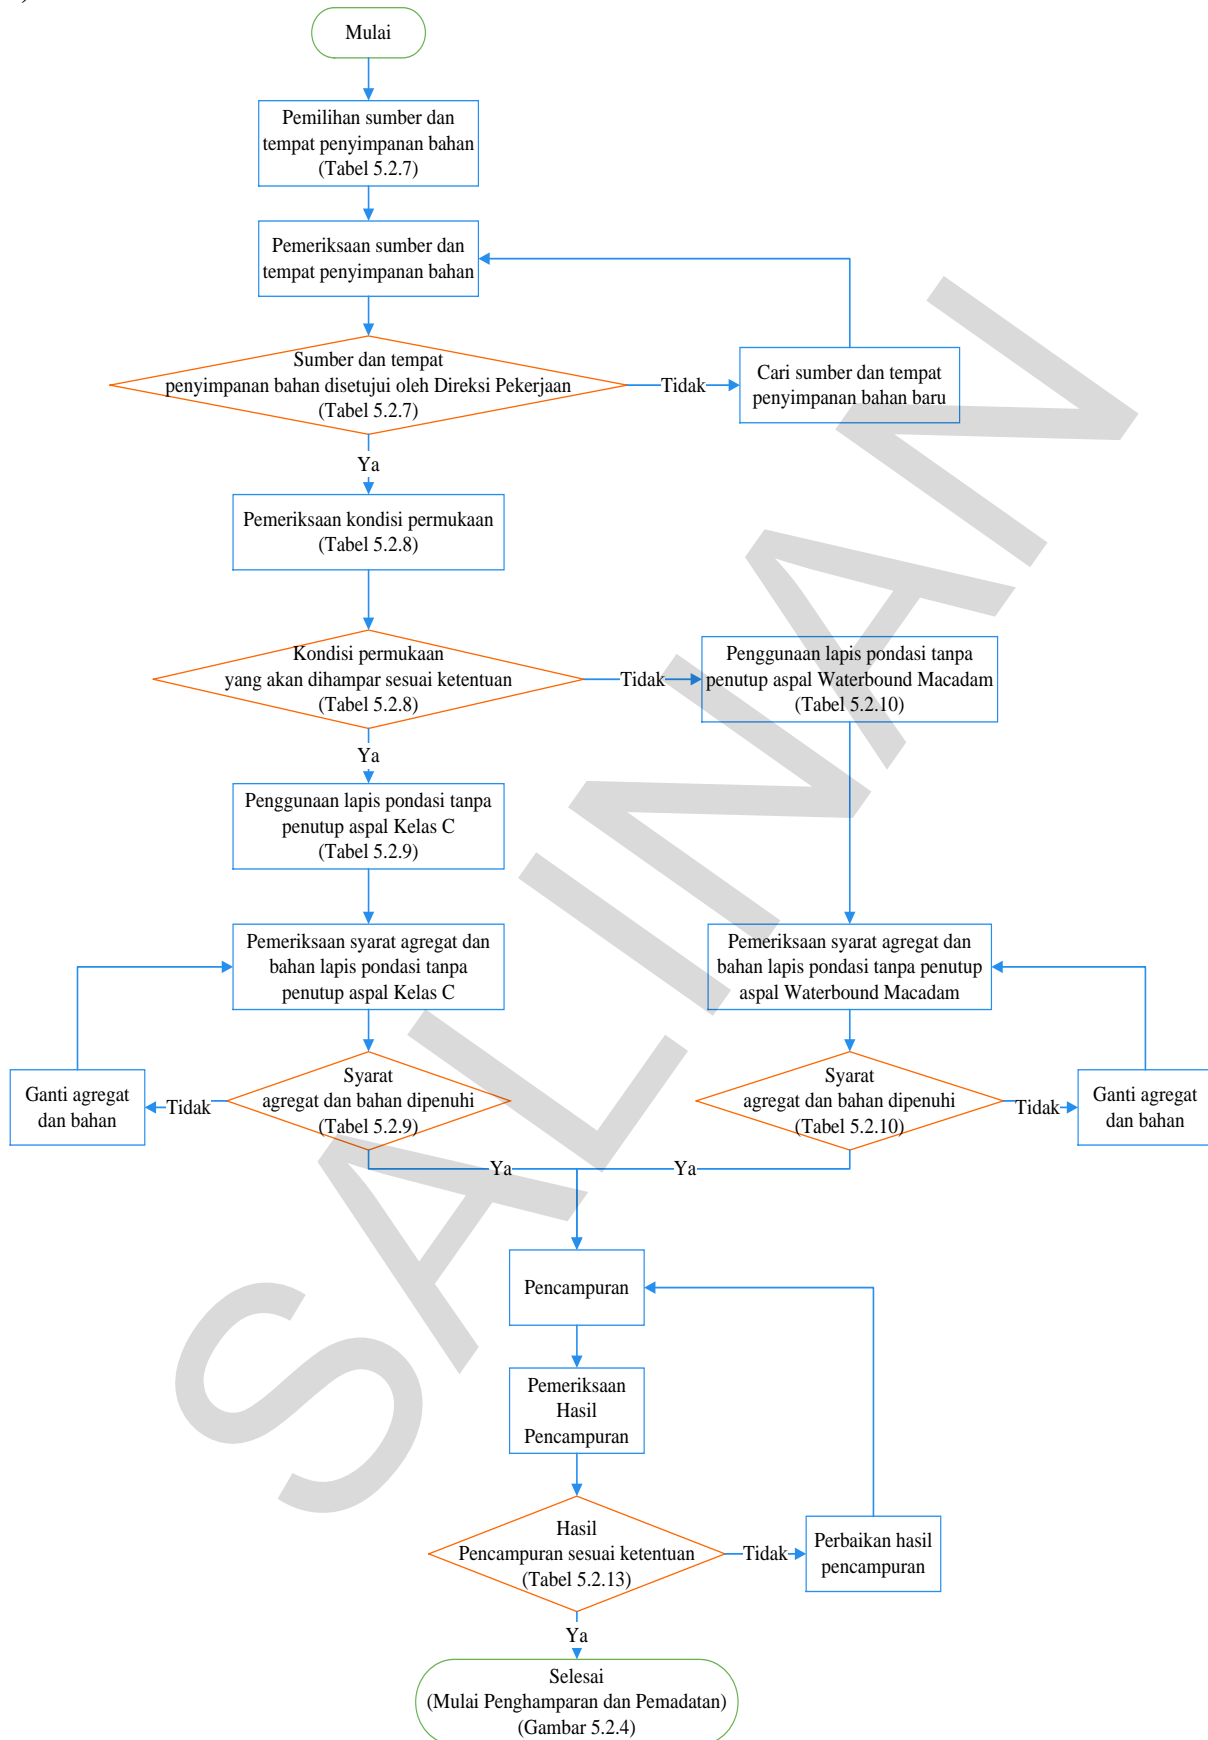 Mulai
Pemilihan sumber dan
tempat penyimpanan bahan
(Tabel 5.2.7)
Pemeriksaan sumber dan
tempat penyimpanan bahan
Sumber dan tempat
penyimpanan bahan disetujui oleh Direksi Pekerjaan
(Tabel 5.2.7)
Tidak
Cari sumber dan tempat
penyimpanan bahan baru
Ya
Pemeriksaan kondisi permukaan
(Tabel 5.2.8)
Kondisi permukaan
yang akan dihampar sesuai ketentuan
(Tabel 5.2.8)
Tidak
Penggunaan lapis pondasi tanpa
penutup aspal Waterbound Macadam
(Tabel 5.2.10)
Ya
Penggunaan lapis pondasi tanpa
penutup aspal Kelas C
(Tabel 5.2.9)
Pemeriksaan syarat agregat dan
bahan lapis pondasi tanpa
penutup aspal Kelas C
Pemeriksaan syarat agregat dan
bahan lapis pondasi tanpa penutup
aspal Waterbound Macadam
Ganti agregat
dan bahan
Tidak
Syarat
agregat dan bahan dipenuhi
(Tabel 5.2.9)
Syarat
agregat dan bahan dipenuhi
(Tabel 5.2.10)
Tidak
Ganti agregat
dan bahan
Ya
Ya
Pencampuran
Pemeriksaan
Hasil
Pencampuran
Hasil
Pencampuran sesuai ketentuan
(Tabel 5.2.13)
Tidak
Perbaikan hasil
pencampuran
Ya
Selesai
(Mulai Penghamparan dan Pemadatan)
(Gambar 5.2.4)
SALINAN